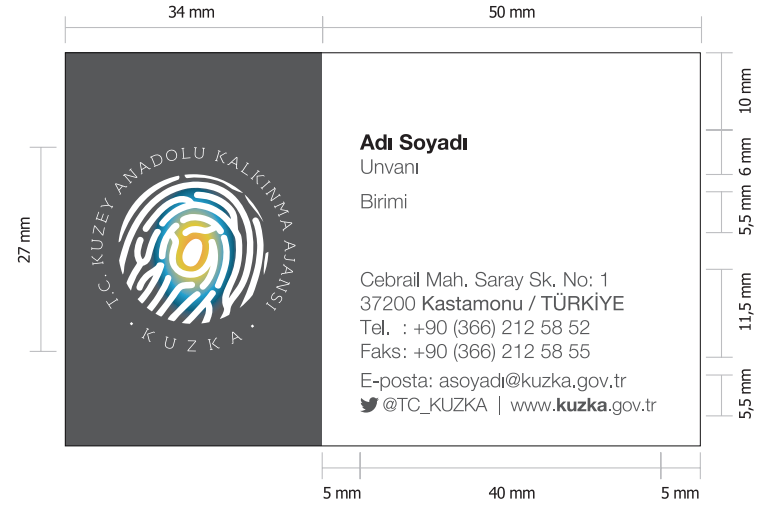 34 mm
50 mm
27 mm
T.C. KUZEY ANADOLU KALKINMA AJANSI
· KUZKA ·
Adı Soyadı
Unvanı
Birimi
Cebrail Mah. Saray Sk. No: 1
37200 Kastamonu / TÜRKİYE
Tel. : +90 (366) 212 58 52
Faks: +90 (366) 212 58 55
E-posta: asoyadı@kuzka.gov.tr
@TC_KUZKA | www.kuzka.gov.tr
10 mm
6 mm
5,5 mm
11,5 mm
5,5 mm
5 mm
40 mm
5 mm